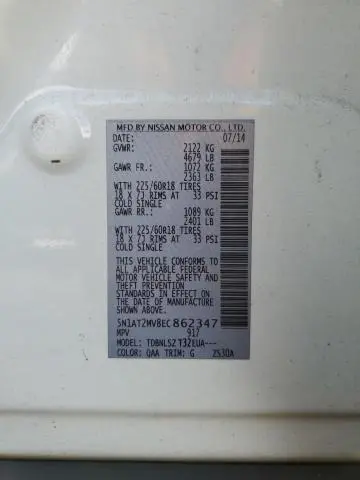 MFD BY NISSAN MOTOR CO., LTD.
DATE: 07/14
GVWR: 2122 KG
4679 LB
GAWR FR.: 1072 KG
2363 LB
WITH 225/60R18 TIRES
18 X 7J RIMS AT 33 PSI
COLD SINGLE
GAWR RR.: 1089 KG
2401 LB
WITH 225/60R18 TIRES
18 X 7J RIMS AT 33 PSI
COLD SINGLE
THIS VEHICLE CONFORMS TO ALL
APPLICABLE U.S. FEDERAL
MOTOR VEHICLE SAFETY
STANDARDS IN EFFECT ON THE
DATE OF MANUFACTURE
SHOWN ABOVE.
5N1AT2MV8EC862347
MPV 917
MODEL: TDBNLSZ T32EUA---
COLOR: QAA TRIM: G ZS30A